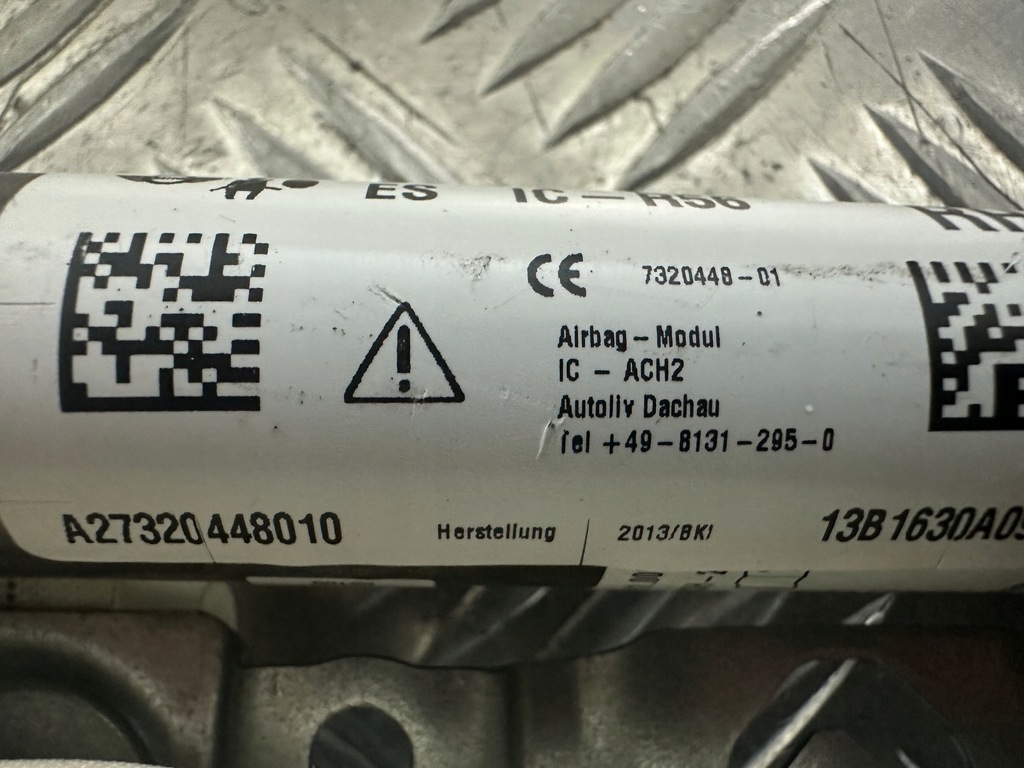 ES IC - R56
CE 7320448-01
Airbag-Modul
IC - ACH2
Autoliv Dachau
Tel +49-8131-295-0
A27320448010 Herstellung 2013/BKI 13B1630A09